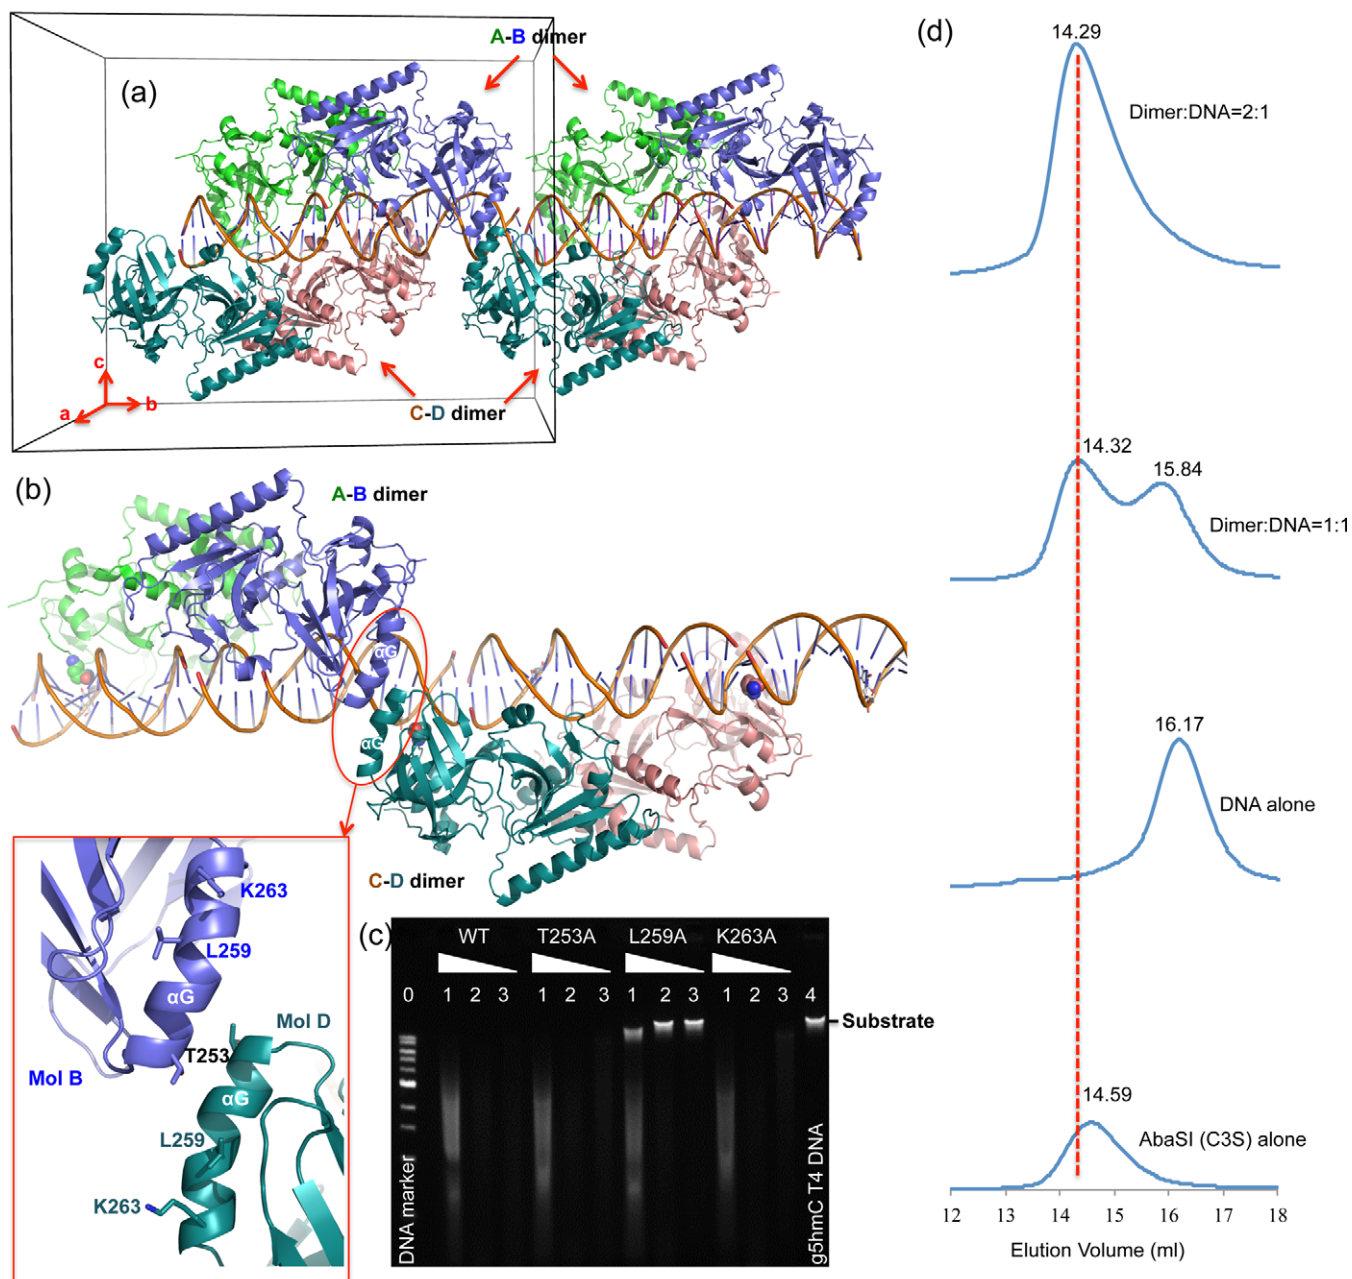 (a)
A-B dimer
C-D dimer
c
a
b
(b)
A-B dimer
αG
αG
C-D dimer
K263
L259
αG
Mol D
T253
Mol B
αG
L259
K263
(c)
WT T253A L259A K263A
0 1 2 3 1 2 3 1 2 3 1 2 3 4
Substrate
DNA marker
g5hmC T4 DNA
(d)
14.29
Dimer:DNA=2:1
14.32
15.84
Dimer:DNA=1:1
16.17
DNA alone
14.59
AbaSI (C3S) alone
12 13 14 15 16 17 18
Elution Volume (ml)